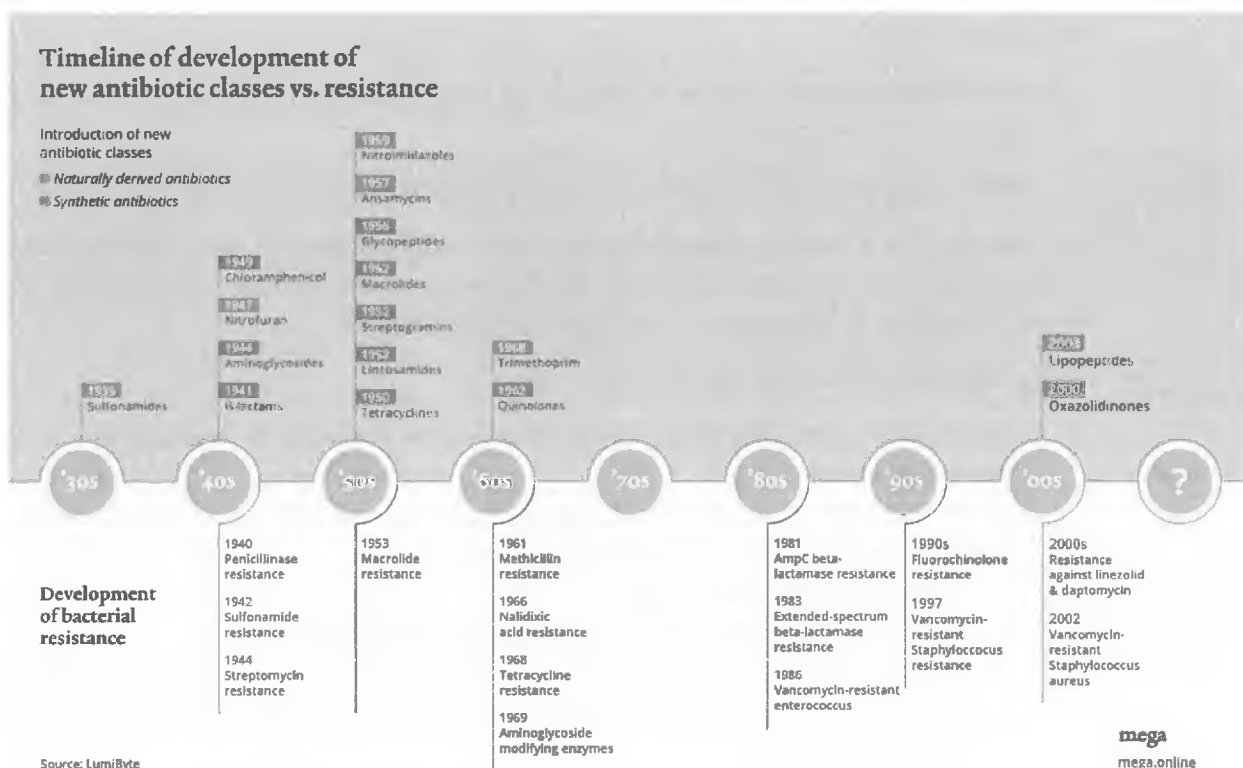 Timeline of development of
new antibiotic classes vs. resistance
Introduction of new
antibiotic classes
Naturally derived antibiotics
Synthetic antibiotics
Sulfonamides
Chloramphenicol
Nitrofuran
1944
Aminoglycosides
1941
ß-lactams
Nitroimidazoles
1957
Ansamycins
Glycopeptides
1952
Macrolides
Streptogramins
1952
Lincosamides
1950
Tetracyclines
1968
Trimethoprim
1962
Quinolones
2003
Lipopeptides
2000
Oxazolidinones
'30s
'40s
'50s
'60s
'70s
'80s
'90s
'00s
?
Development
of bacterial
resistance
1940
Penicillinase
resistance
1942
Sulfonamide
resistance
1944
Streptomycin
resistance
1953
Macrolide
resistance
1961
Methicillin
resistance
1966
Nalidixic
acid resistance
1968
Tetracycline
resistance
1969
Aminoglycoside
modifying enzymes
1981
AmpC beta-
lactamase resistance
1983
Extended-spectrum
beta-lactamase
resistance
1986
Vancomycin-resistant
enterococcus
1990s
Fluorochinolone
resistance
1997
Vancomycin-
resistant
Staphyloccocus
resistance
2000s
Resistance
against linezolid
& daptomycin
2002
Vancomycin-
resistant
Staphylococcus
aureus
Source: LumiByte
mega
mega.online